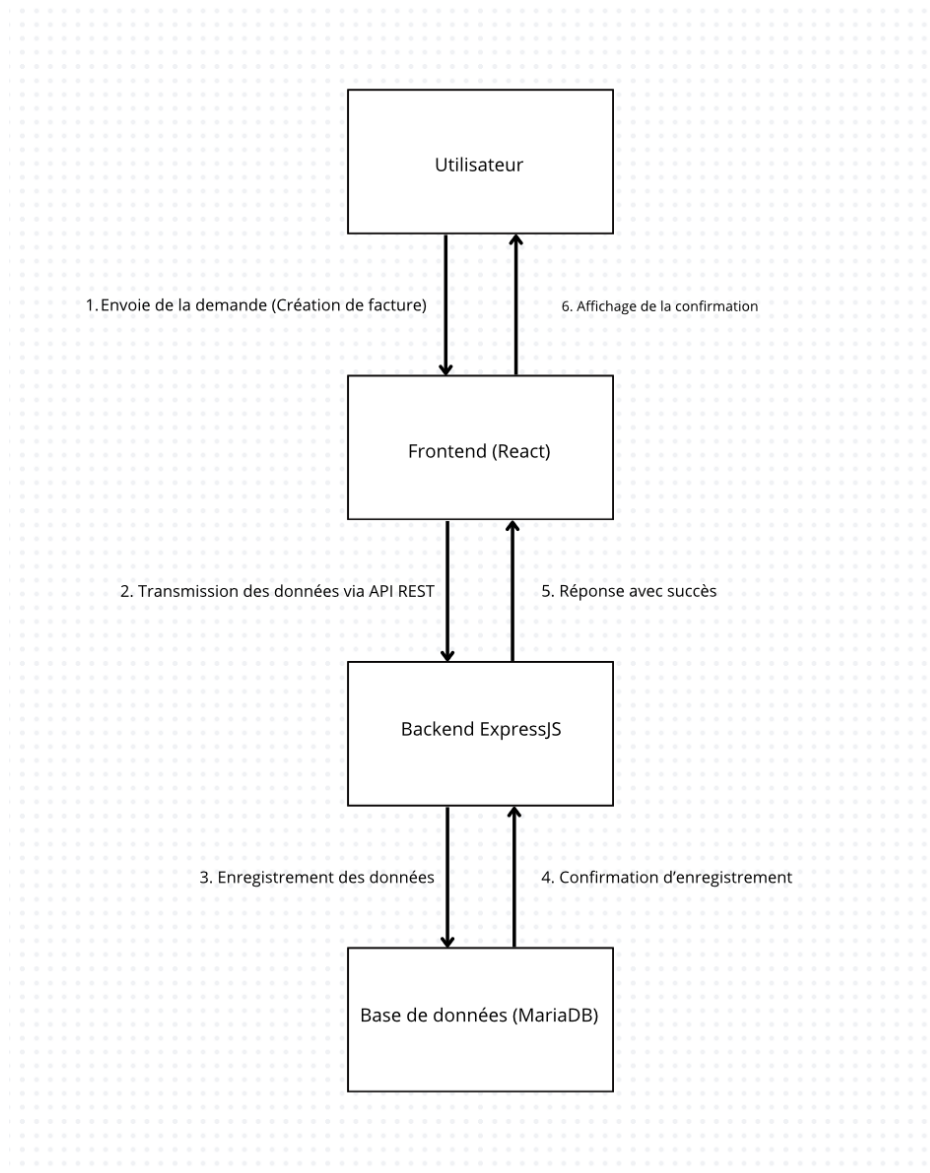 Utilisateur
1.Envoie de la demande (Création de facture)
6. Affichage de la confirmation
Frontend (React)
2. Transmission des données via API REST
5. Réponse avec succès
Backend ExpressJS
3. Enregistrement des données
4. Confirmation d’enregistrement
Base de données (MariaDB)